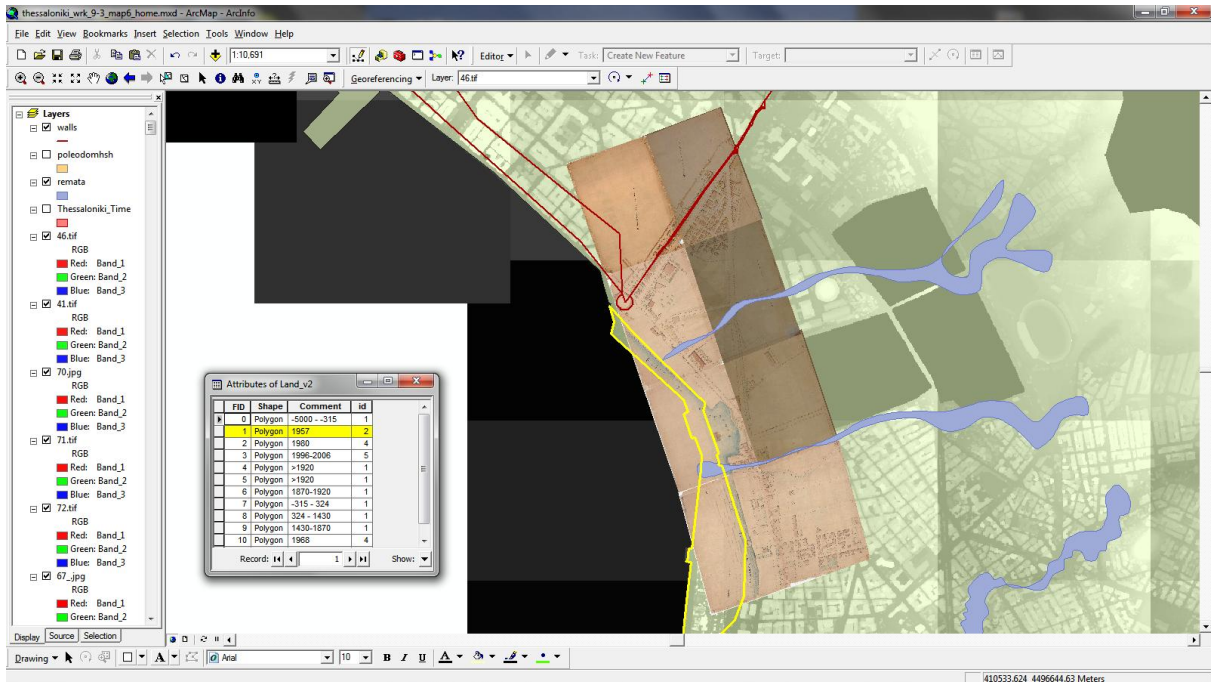 thessaloniki_wrk_9-3_map6_home.mxd - ArcMap - ArcInfo
File Edit View Bookmarks Insert Selection Tools Window Help
1:10,691 Editor Task: Create New Feature Target:
Georeferencing Layer: 46.tif
Layers
walls
poleodomhsh
remata
Thessaloniki_Time
46.tif
RGB
Red: Band_1
Green: Band_2
Blue: Band_3
41.tif
RGB
Red: Band_1
Green: Band_2
Blue: Band_3
70.jpg
RGB
Red: Band_1
Green: Band_2
Blue: Band_3
71.tif
RGB
Red: Band_1
Green: Band_2
Blue: Band_3
72.tif
RGB
Red: Band_1
Green: Band_2
Blue: Band_3
67_.jpg
RGB
Red: Band_1
Green: Band_2
Display Source Selection
Attributes of Land_v2
FID Shape Comment id
0 Polygon -5000 - -315 1
1 Polygon 1957 2
2 Polygon 1980 4
3 Polygon 1996-2006 5
4 Polygon >1920 1
5 Polygon >1920 1
6 Polygon 1870-1920 1
7 Polygon -315 - 324 1
8 Polygon 324 - 1430 1
9 Polygon 1430-1870 1
10 Polygon 1968 4
Record: 1 Show:
Drawing A Arial 10 B I U A
410533.624 4496644.63 Meters